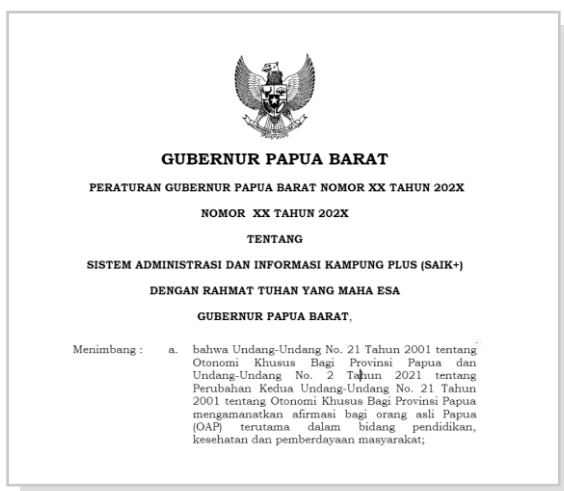 GUBERNUR PAPUA BARAT
PERATURAN GUBERNUR PAPUA BARAT NOMOR XX TAHUN 202X
NOMOR XX TAHUN 202X
TENTANG
SISTEM ADMINISTRASI DAN INFORMASI KAMPUNG PLUS (SAIK+)
DENGAN RAHMAT TUHAN YANG MAHA ESA
GUBERNUR PAPUA BARAT,
Menimbang : a. bahwa Undang-Undang No. 21 Tahun 2001 tentang
Otonomi Khusus Bagi Provinsi Papua dan
Undang-Undang No. 2 Tahun 2021 tentang
Perubahan Kedua Undang-Undang No. 21 Tahun
2001 tentang Otonomi Khusus Bagi Provinsi Papua
mengamanatkan afirmasi bagi orang asli Papua
(OAP) terutama dalam bidang pendidikan,
kesehatan dan pemberdayaan masyarakat;